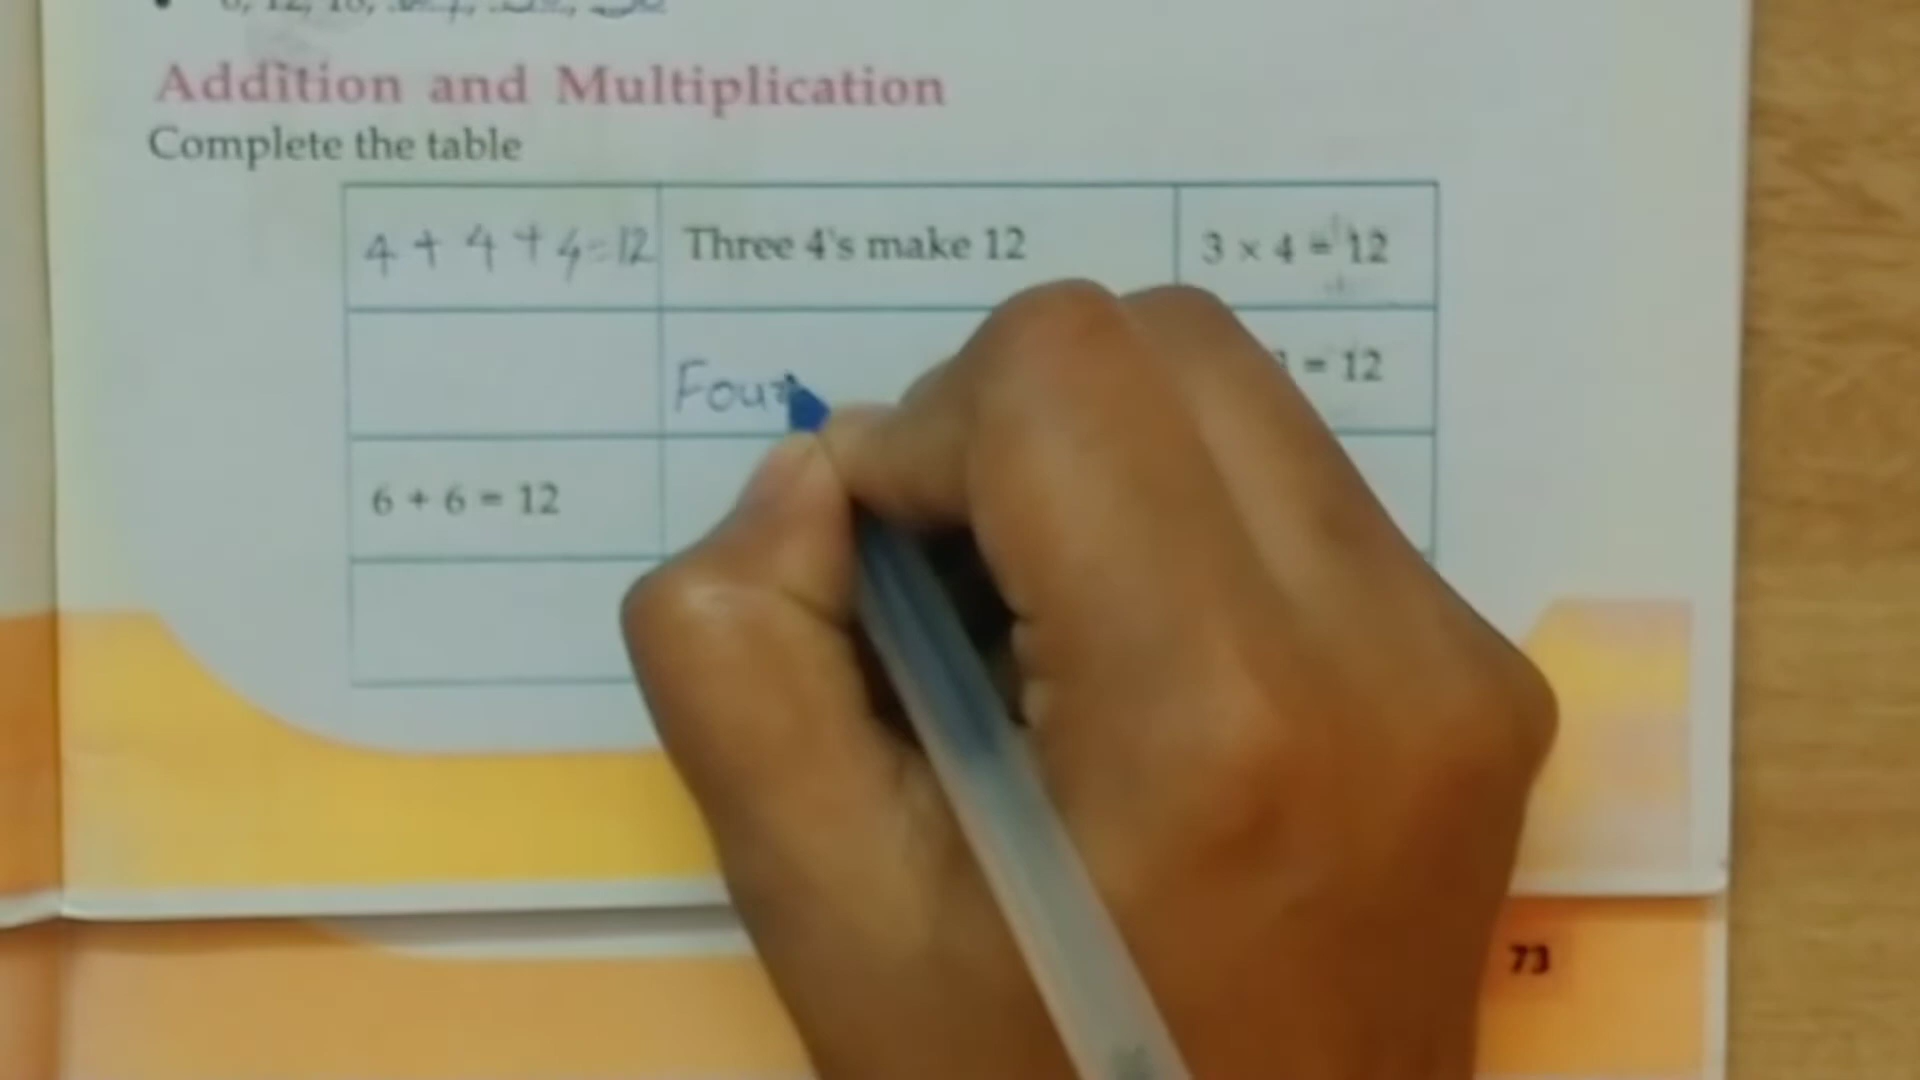 Addition and Multiplication
Complete the table
4 + 4 + 4 = 12 Three 4's make 12 3 × 4 = 12
Four = 12
6 + 6 = 12
73